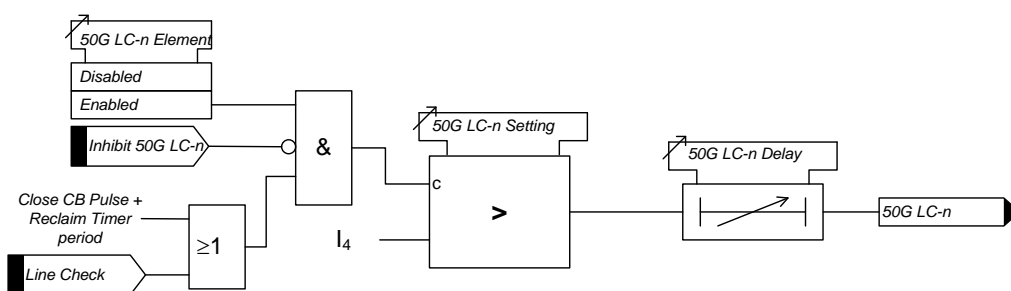 50G LC-n Element
Disabled
Enabled
Inhibit 50G LC-n
&
Close CB Pulse +
Reclaim Timer
period
≥1
Line Check
50G LC-n Setting
c
>
I₄
50G LC-n Delay
50G LC-n